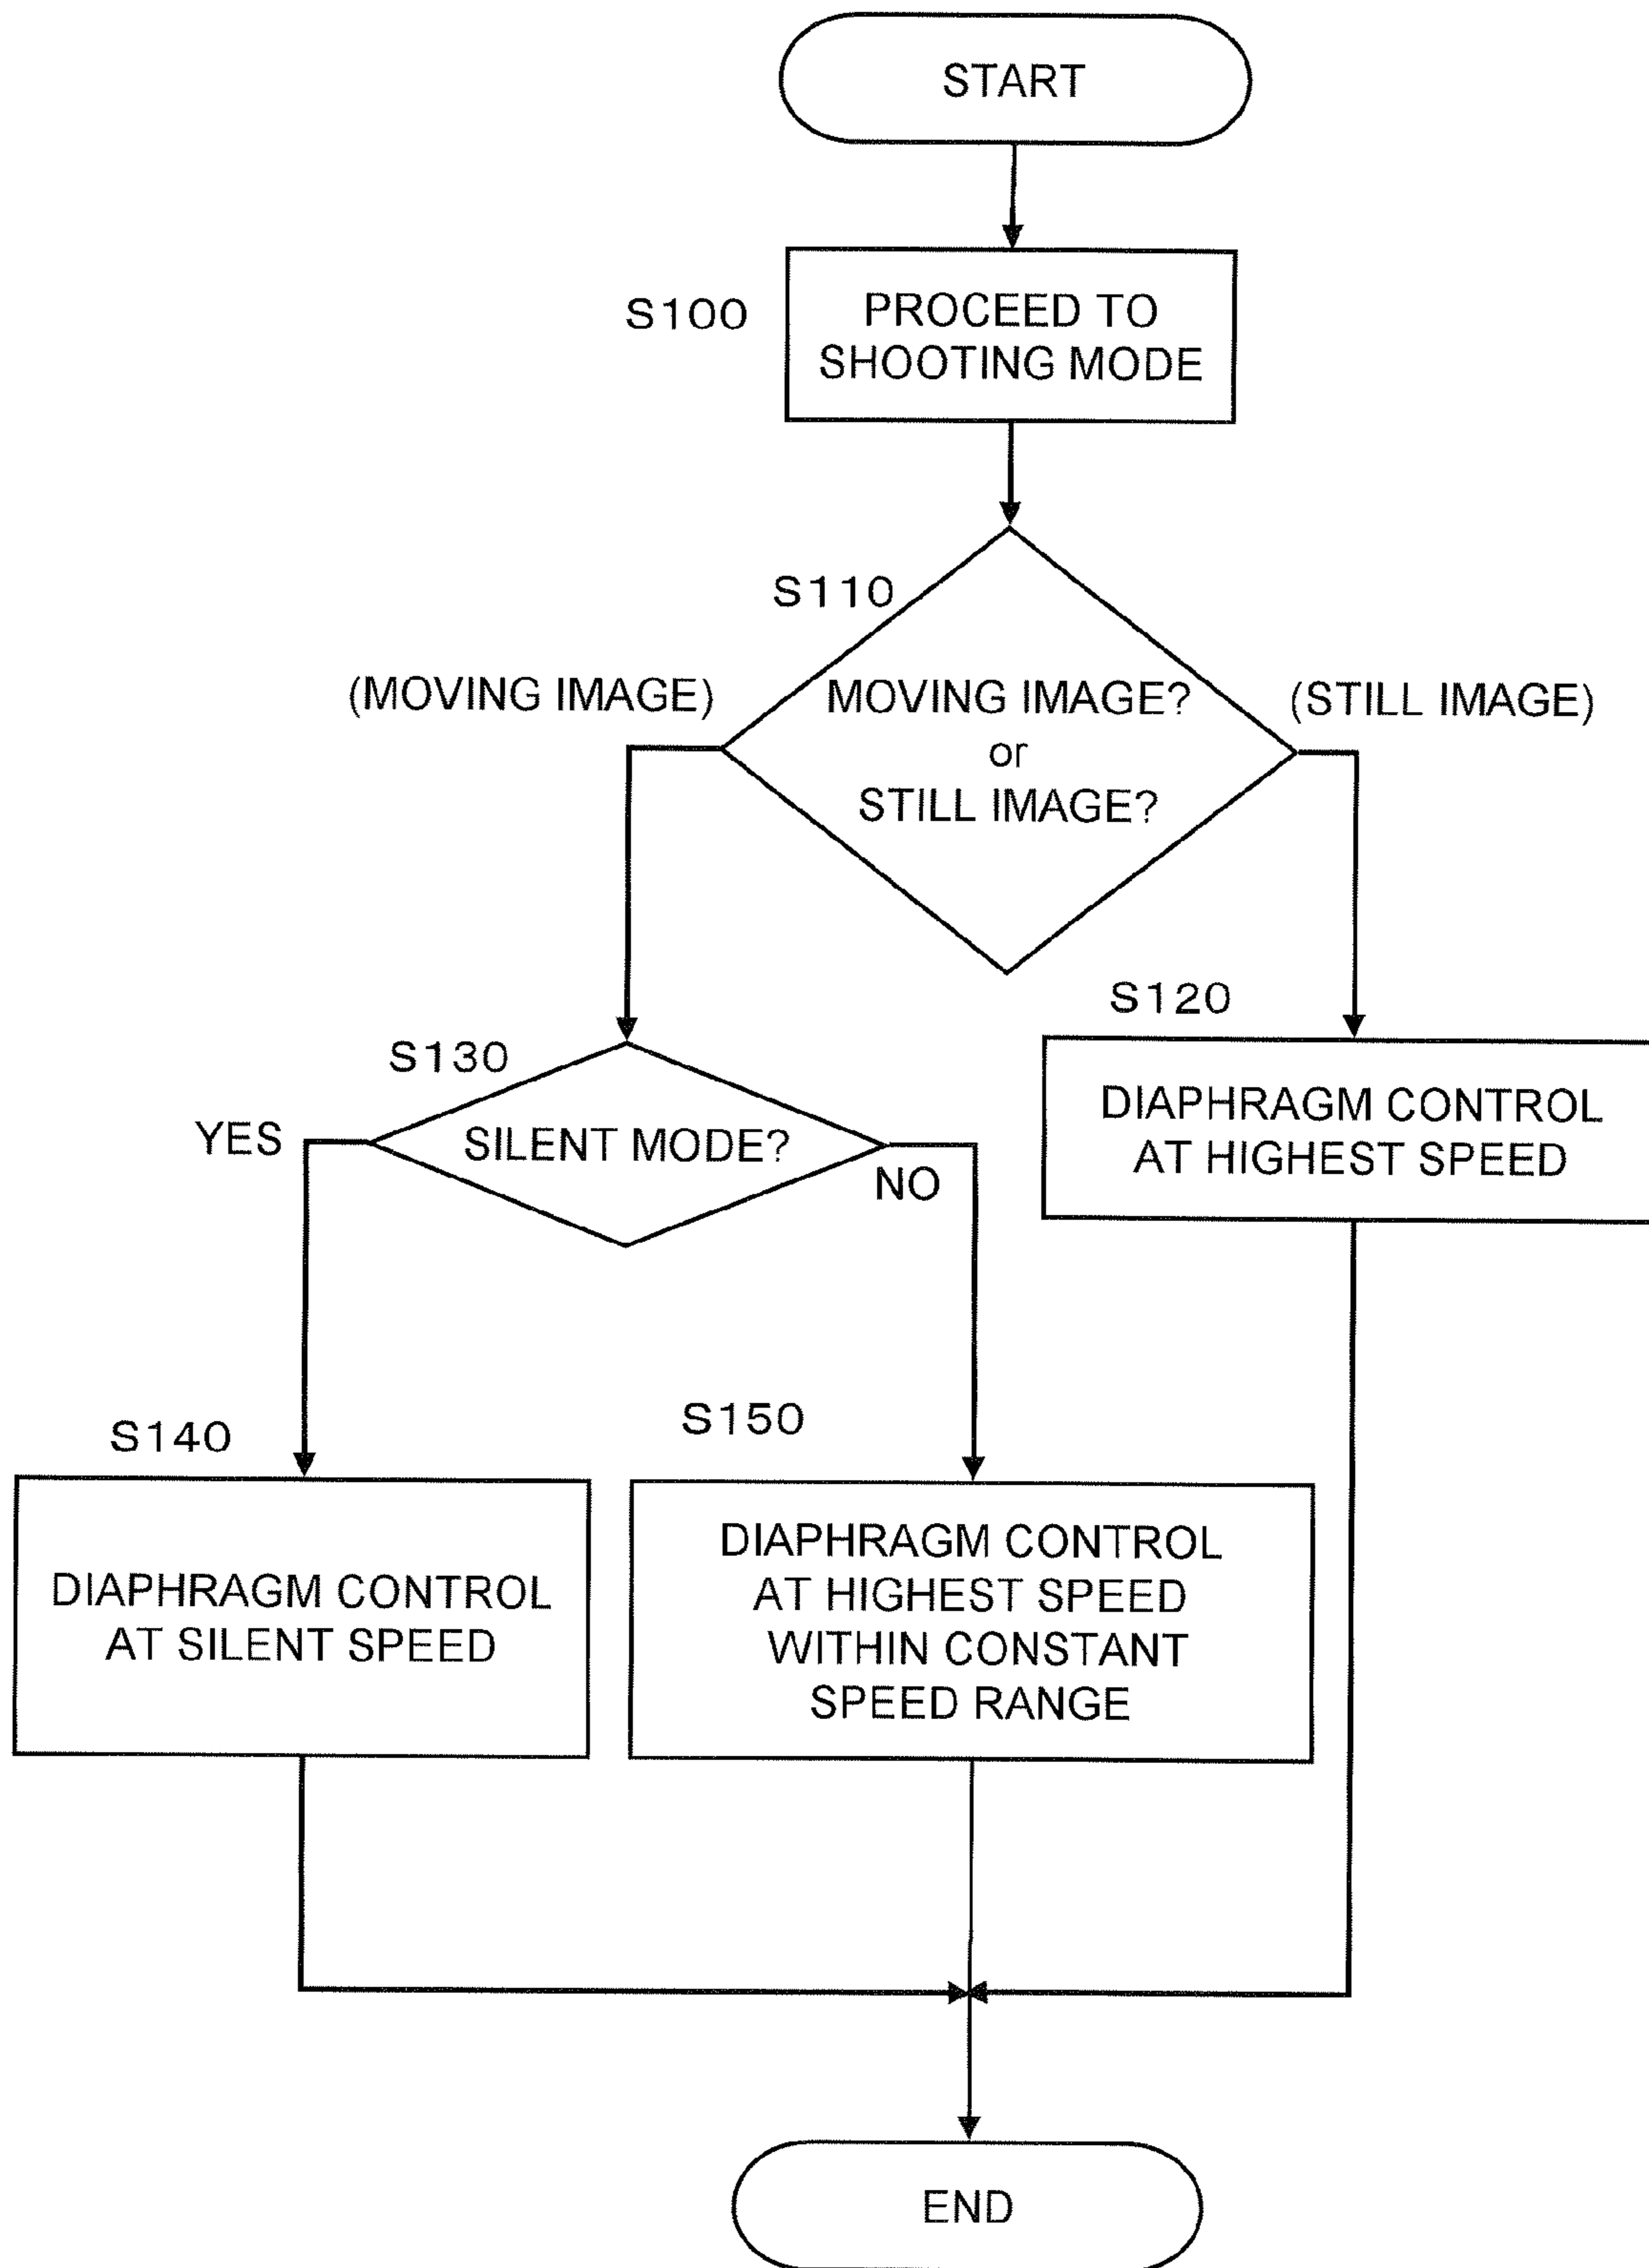 START
S100
PROCEED TO
SHOOTING MODE
S110
(MOVING IMAGE)
MOVING IMAGE?
or
STILL IMAGE?
(STILL IMAGE)
S120
DIAPHRAGM CONTROL
AT HIGHEST SPEED
S130
YES
SILENT MODE?
NO
S140
DIAPHRAGM CONTROL
AT SILENT SPEED
S150
DIAPHRAGM CONTROL
AT HIGHEST SPEED
WITHIN CONSTANT
SPEED RANGE
END